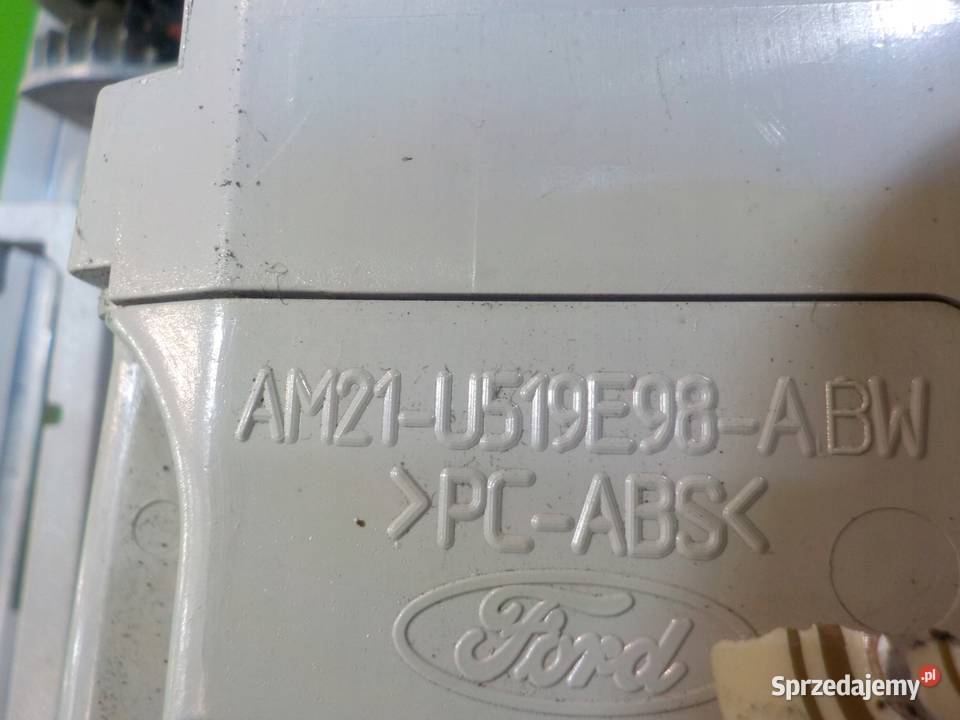 AM21-U519E98-ABW
>PC-ABS<
Ford
Sprzedajemy.pl